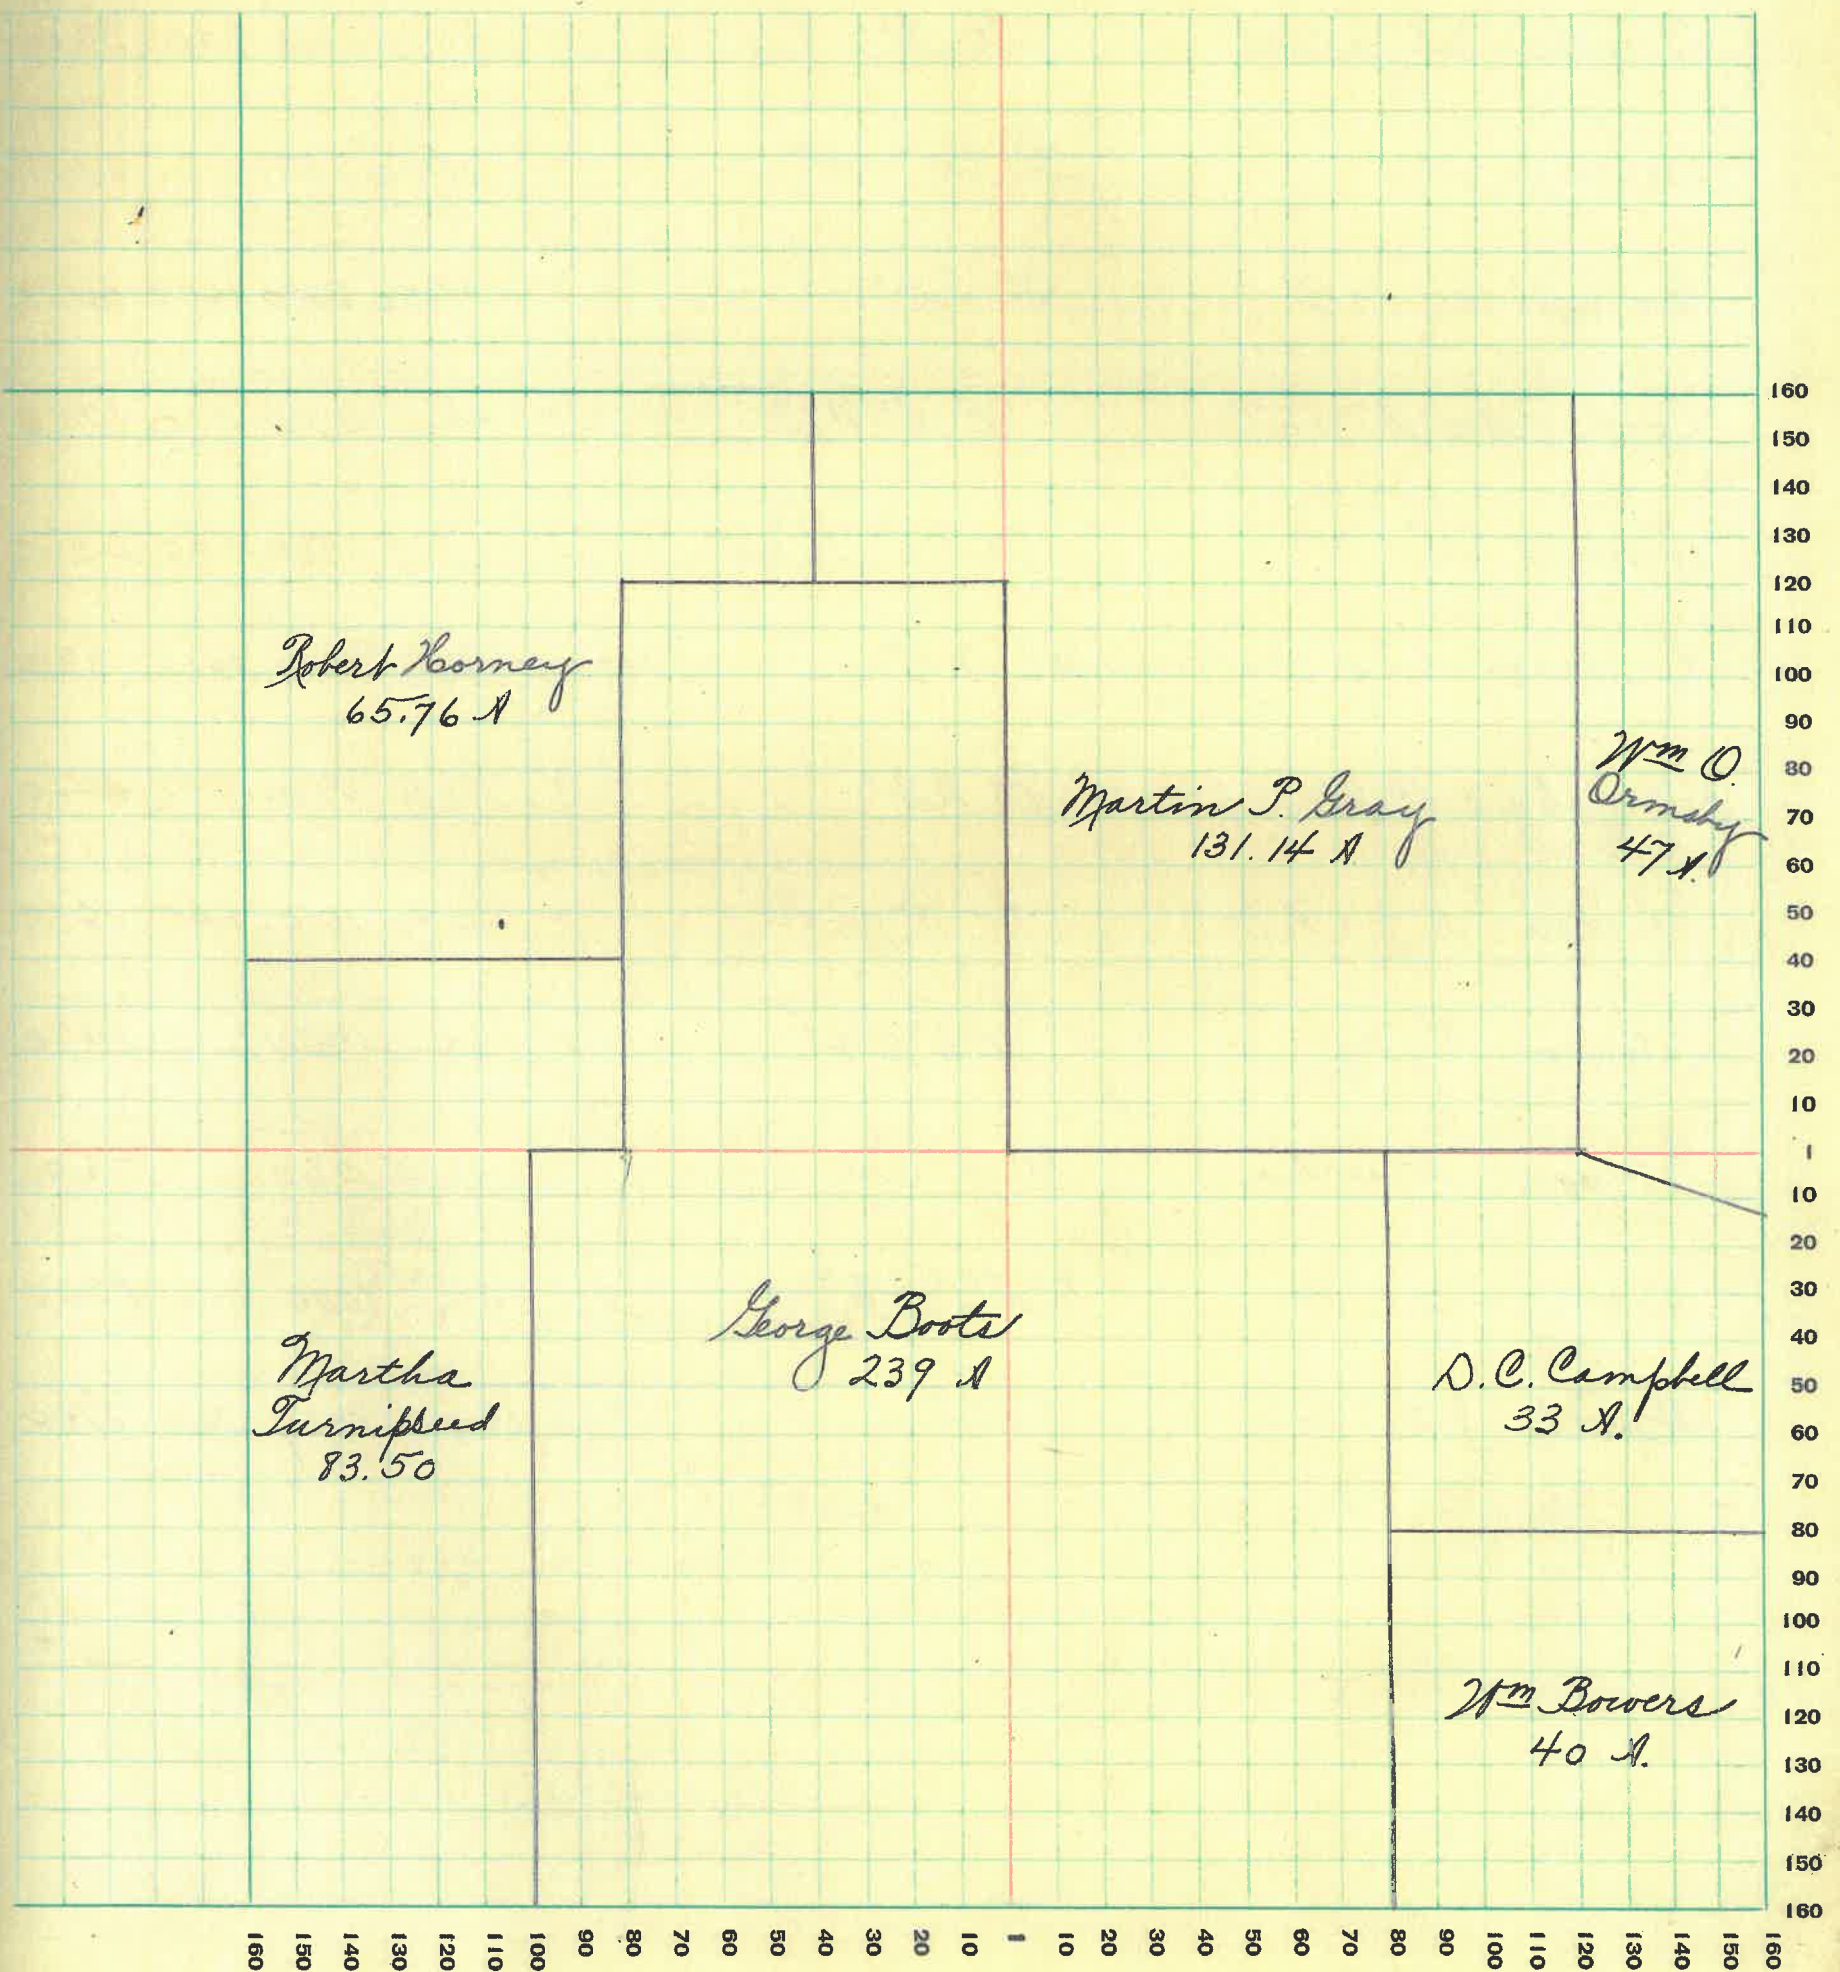 Robert Horney
65.76 A
Martin P. Gray
131.14 A
Wm O.
Ormsby
47 A.
Martha
Turnipseed
83.50
George Boots
239 A
D. C. Campbell
33 A.
Wm Bowers
40 A.
160
150
140
130
120
110
100
90
80
70
60
50
40
30
20
10
1
10
20
30
40
50
60
70
80
90
100
110
120
130
140
150
160
160 150 140 130 120 110 100 90 80 70 60 50 40 30 20 10 1 10 20 30 40 50 60 70 80 90 100 110 120 130 140 150 160